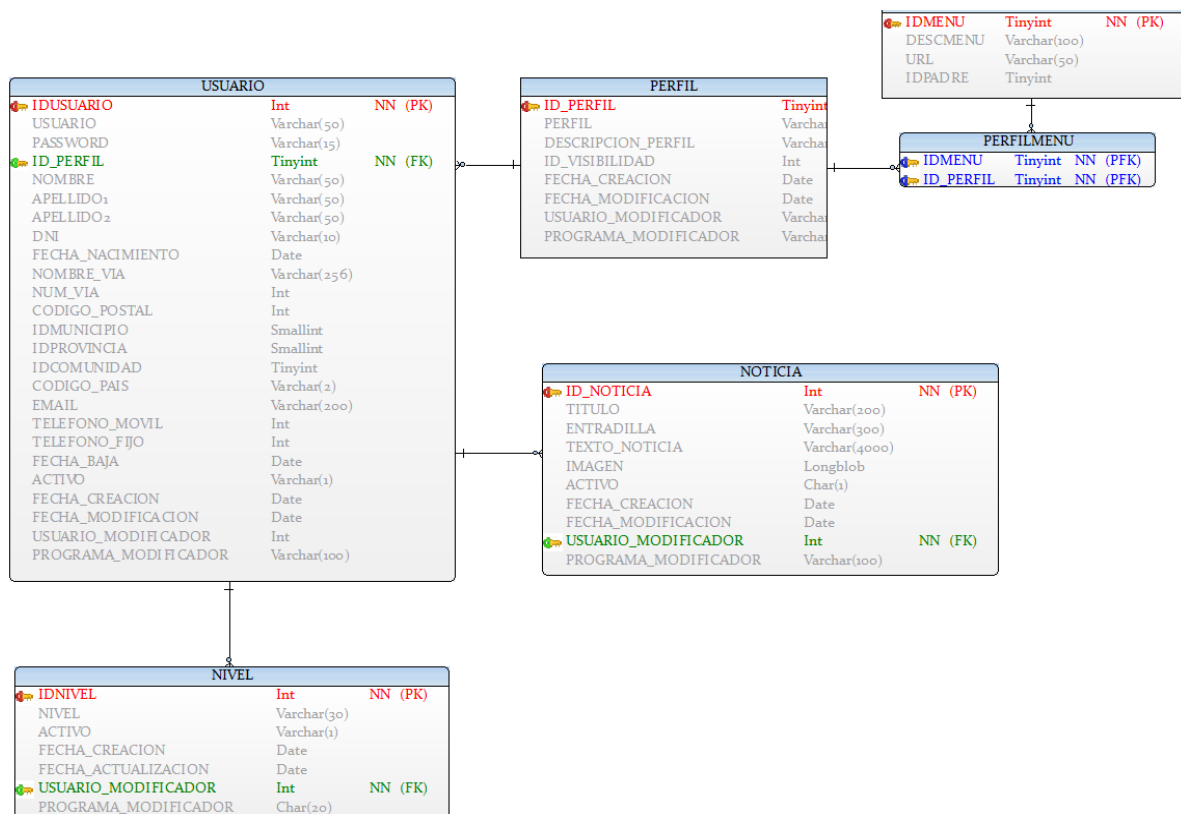 IDMENU Tinyint NN (PK)
DESCMENU Varchar(100)
URL Varchar(50)
IDPADRE Tinyint
USUARIO
IDUSUARIO Int NN (PK)
USUARIO Varchar(50)
PASSWORD Varchar(15)
ID_PERFIL Tinyint NN (FK)
NOMBRE Varchar(50)
APELLIDO1 Varchar(50)
APELLIDO2 Varchar(50)
DNI Varchar(10)
FECHA_NACIMIENTO Date
NOMBRE_VIA Varchar(256)
NUM_VIA Int
CODIGO_POSTAL Int
IDMUNICIPIO Smallint
IDPROVINCIA Smallint
IDCOMUNIDAD Tinyint
CODIGO_PAIS Varchar(2)
EMAIL Varchar(200)
TELEFONO_MOVIL Int
TELEFONO_FIJO Int
FECHA_BAJA Date
ACTIVO Varchar(1)
FECHA_CREACION Date
FECHA_MODIFICACION Date
USUARIO_MODIFICADOR Int
PROGRAMA_MODIFICADOR Varchar(100)
PERFIL
ID_PERFIL Tinyint
PERFIL Varcha
DESCRIPCION_PERFIL Varcha
ID_VISIBILIDAD Int
FECHA_CREACION Date
FECHA_MODIFICACION Date
USUARIO_MODIFICADOR Varcha
PROGRAMA_MODIFICADOR Varcha
PERFILMENU
IDMENU Tinyint NN (PFK)
ID_PERFIL Tinyint NN (PFK)
NOTICIA
ID_NOTICIA Int NN (PK)
TITULO Varchar(200)
ENTRADILLA Varchar(300)
TEXTO_NOTICIA Varchar(4000)
IMAGEN Longblob
ACTIVO Char(1)
FECHA_CREACION Date
FECHA_MODIFICACION Date
USUARIO_MODIFICADOR Int NN (FK)
PROGRAMA_MODIFICADOR Varchar(100)
NIVEL
IDNIVEL Int NN (PK)
NIVEL Varchar(30)
ACTIVO Varchar(1)
FECHA_CREACION Date
FECHA_ACTUALIZACION Date
USUARIO_MODIFICADOR Int NN (FK)
PROGRAMA_MODIFICADOR Char(20)